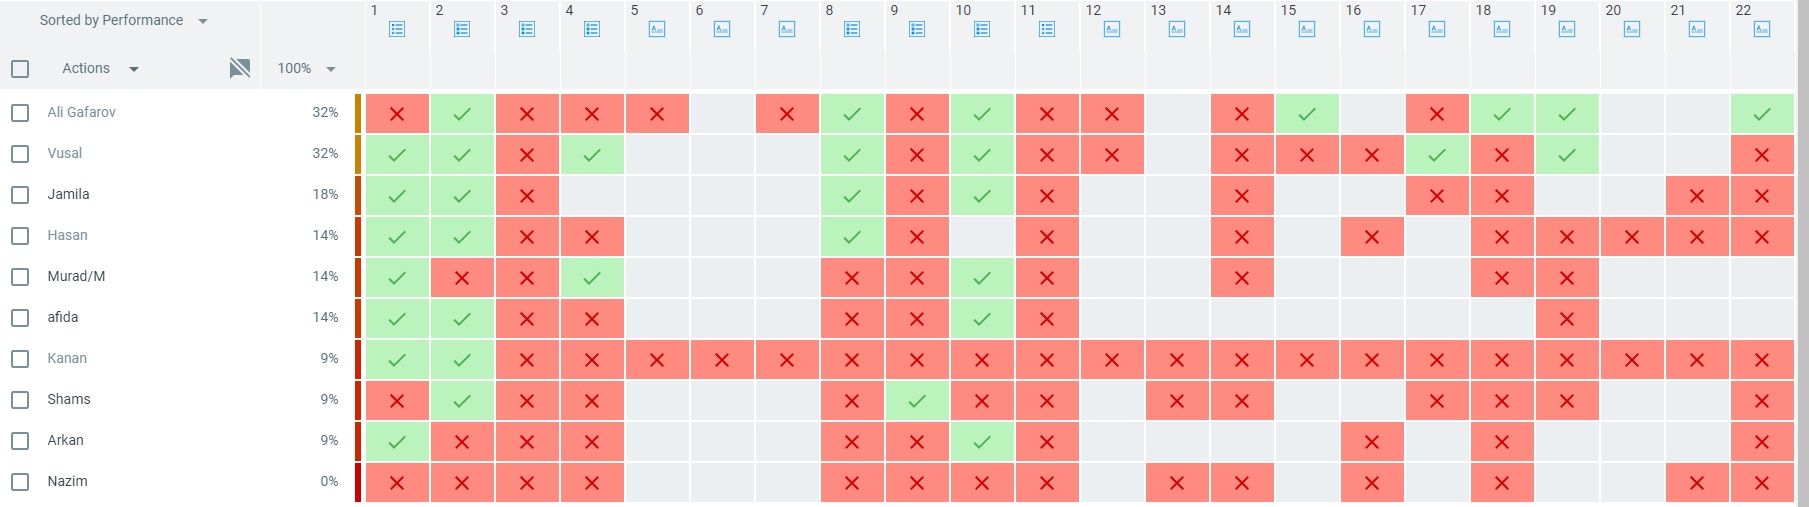 Sorted by Performance 1 2 3 4 5 6 7 8 9 10 11 12 13 14 15 16 17 18 19 20 21 22
Actions 100%
Ali Gafarov 32%
Vusal 32%
Jamila 18%
Hasan 14%
Murad/M 14%
afida 14%
Kanan 9%
Shams 9%
Arkan 9%
Nazim 0%